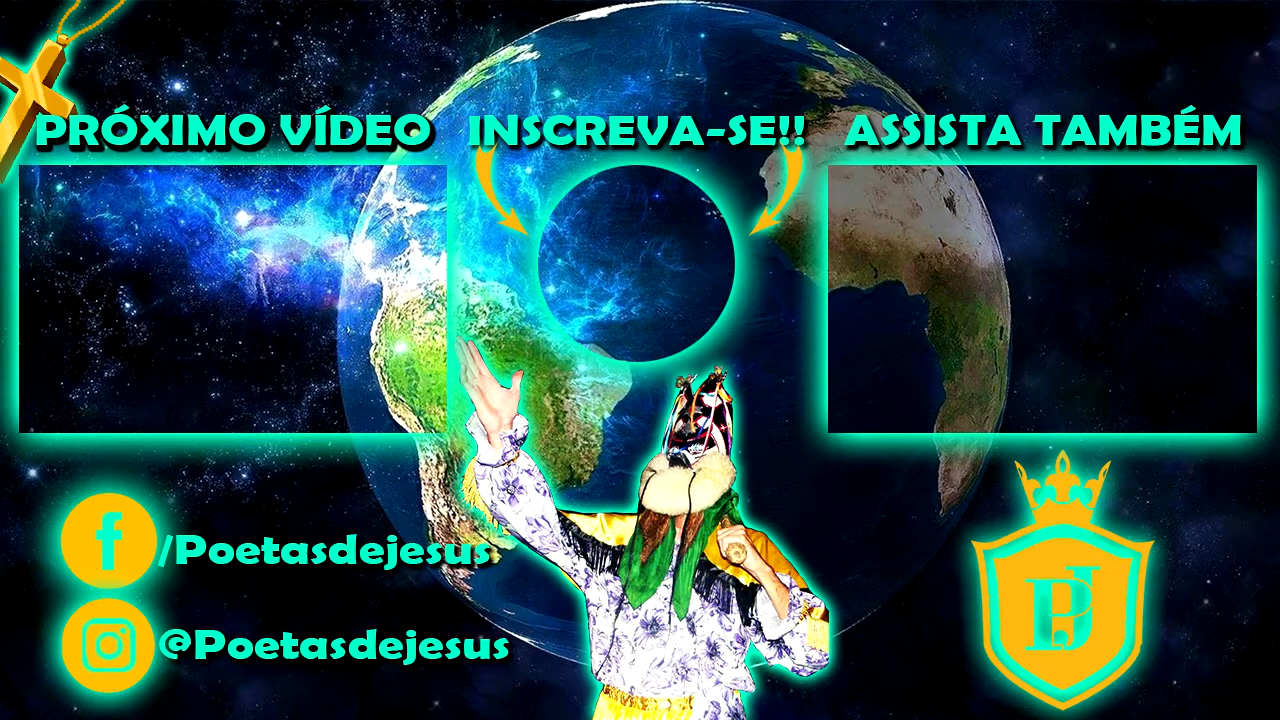 PRÓXIMO VÍDEO
INSCREVA-SE!!
ASSISTA TAMBÉM
/Poetasdejesus
@Poetasdejesus
PJ